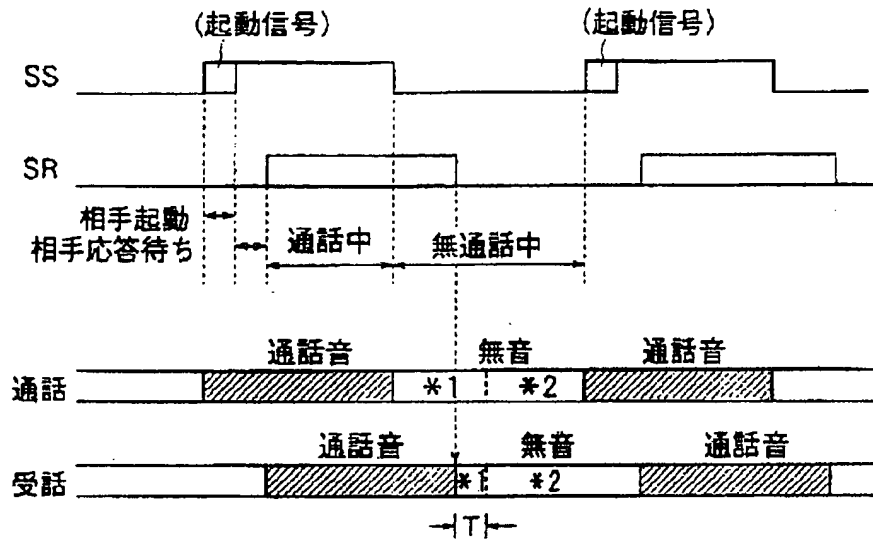 (起動信号) (起動信号)
SS
SR
相手起動
相手応答待ち 通話中 無通話中
通話音 無音 通話音
通話 *1 *2
通話音 無音 通話音
受話 *1 *2
T